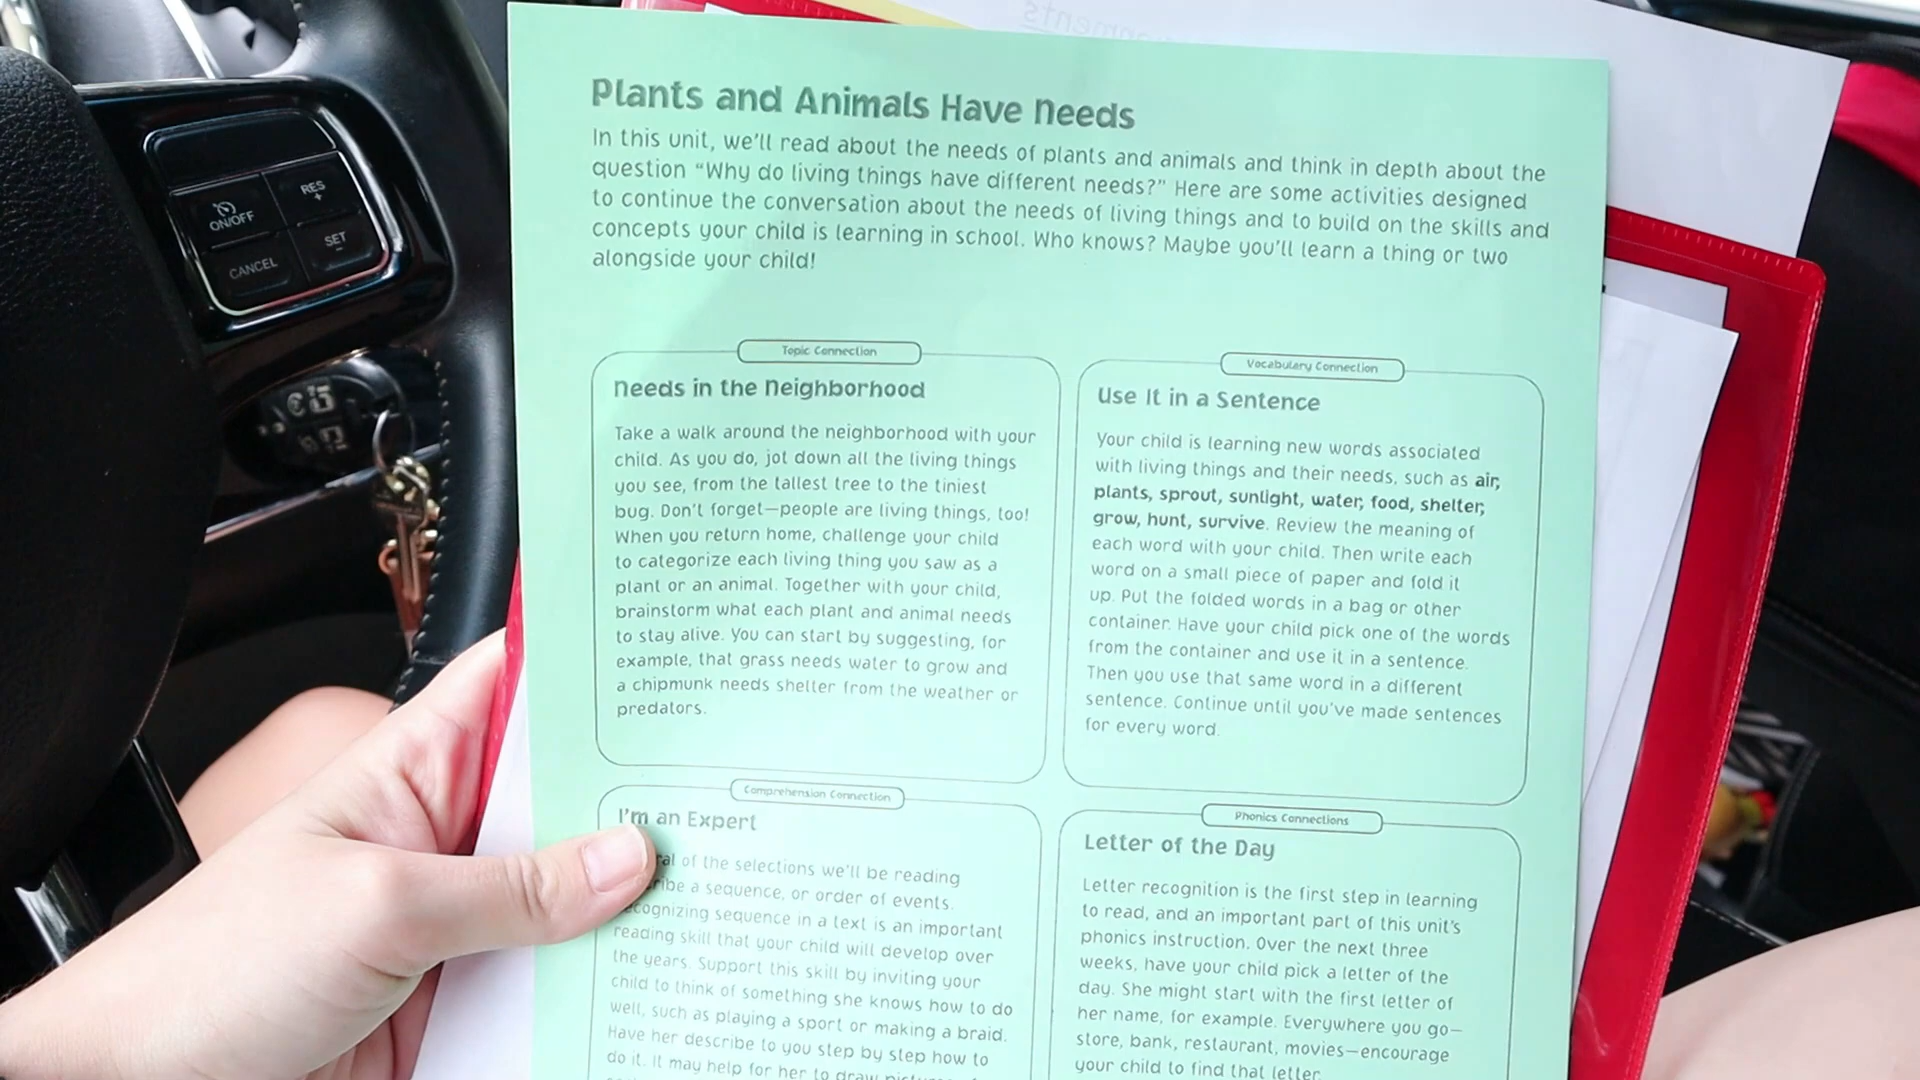 Plants and Animals Have Needs
In this unit, we'll read about the needs of plants and animals and think in depth about the
question "Why do living things have different needs?" Here are some activities designed
to continue the conversation about the needs of living things and to build on the skills and
concepts your child is learning in school. Who knows? Maybe you'll learn a thing or two
alongside your child!
Topic Connection
Needs in the Neighborhood
Take a walk around the neighborhood with your
child. As you do, jot down all the living things
you see, from the tallest tree to the tiniest
bug. Don't forget—people are living things, too!
When you return home, challenge your child
to categorize each living thing you saw as a
plant or an animal. Together with your child,
brainstorm what each plant and animal needs
to stay alive. You can start by suggesting, for
example, that grass needs water to grow and
a chipmunk needs shelter from the weather or
predators.
Vocabulary Connection
Use It in a Sentence
Your child is learning new words associated
with living things and their needs, such as air,
plants, sprout, sunlight, water, food, shelter,
grow, hunt, survive. Review the meaning of
each word with your child. Then write each
word on a small piece of paper and fold it
up. Put the folded words in a bag or other
container. Have your child pick one of the words
from the container and use it in a sentence.
Then you use that same word in a different
sentence. Continue until you've made sentences
for every word.
Comprehension Connection
I'm an Expert
of the selections we'll be reading
a sequence, or order of events.
sequence in a text is an important
reading skill that your child will develop over
the years. Support this skill by inviting your
child to think of something she knows how to do
well, such as playing a sport or making a braid.
Have her describe to you step by step how to
do it. It may help for her to draw
Phonics Connections
Letter of the Day
Letter recognition is the first step in learning
to read, and an important part of this unit's
phonics instruction. Over the next three
weeks, have your child pick a letter of the
day. She might start with the first letter of
her name, for example. Everywhere you go—
store, bank, restaurant, movies—encourage
your child to find that letter.
ON/OFF
RES
+
CANCEL
SET
-